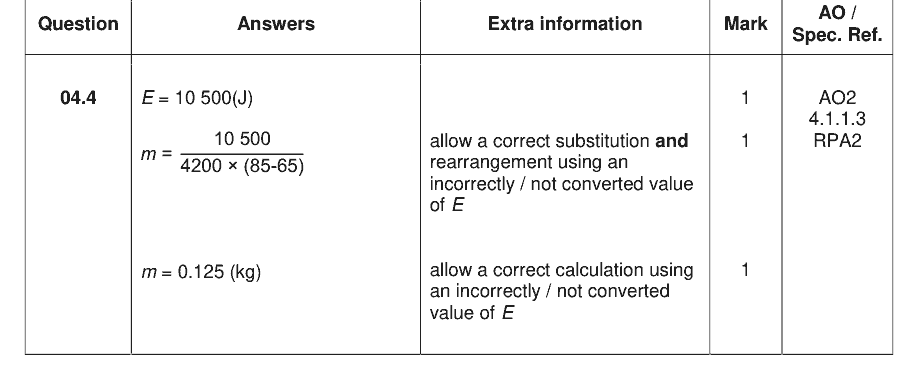 Question Answers Extra information Mark AO /
Spec. Ref.
04.4 E = 10 500(J) 1 AO2
4.1.1.3
m = 10 500 / 4200 × (85-65) allow a correct substitution and 1 RPA2
rearrangement using an
incorrectly / not converted value
of E
m = 0.125 (kg) allow a correct calculation using 1
an incorrectly / not converted
value of E